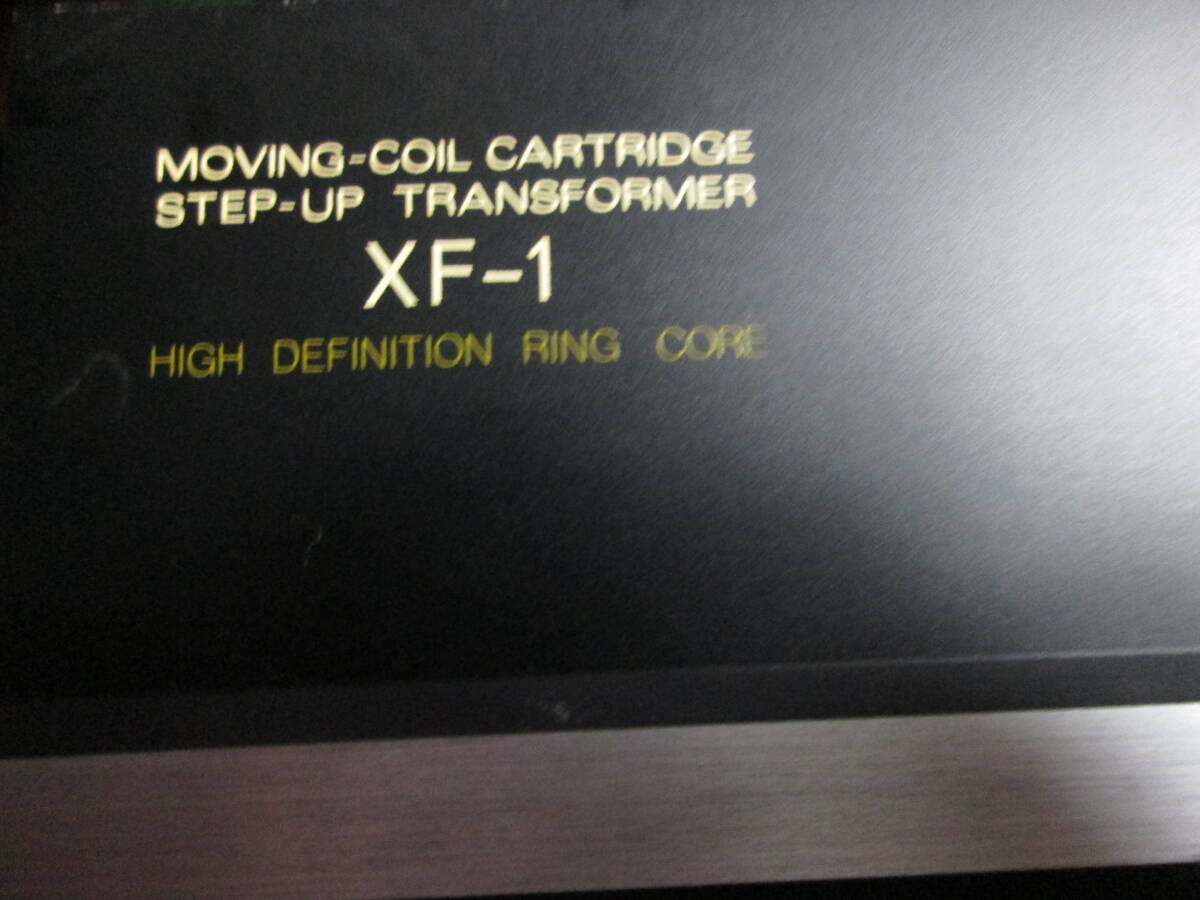 MOVING-COIL CARTRIDGE
STEP-UP TRANSFORMER
XF-1
HIGH DEFINITION RING CORE